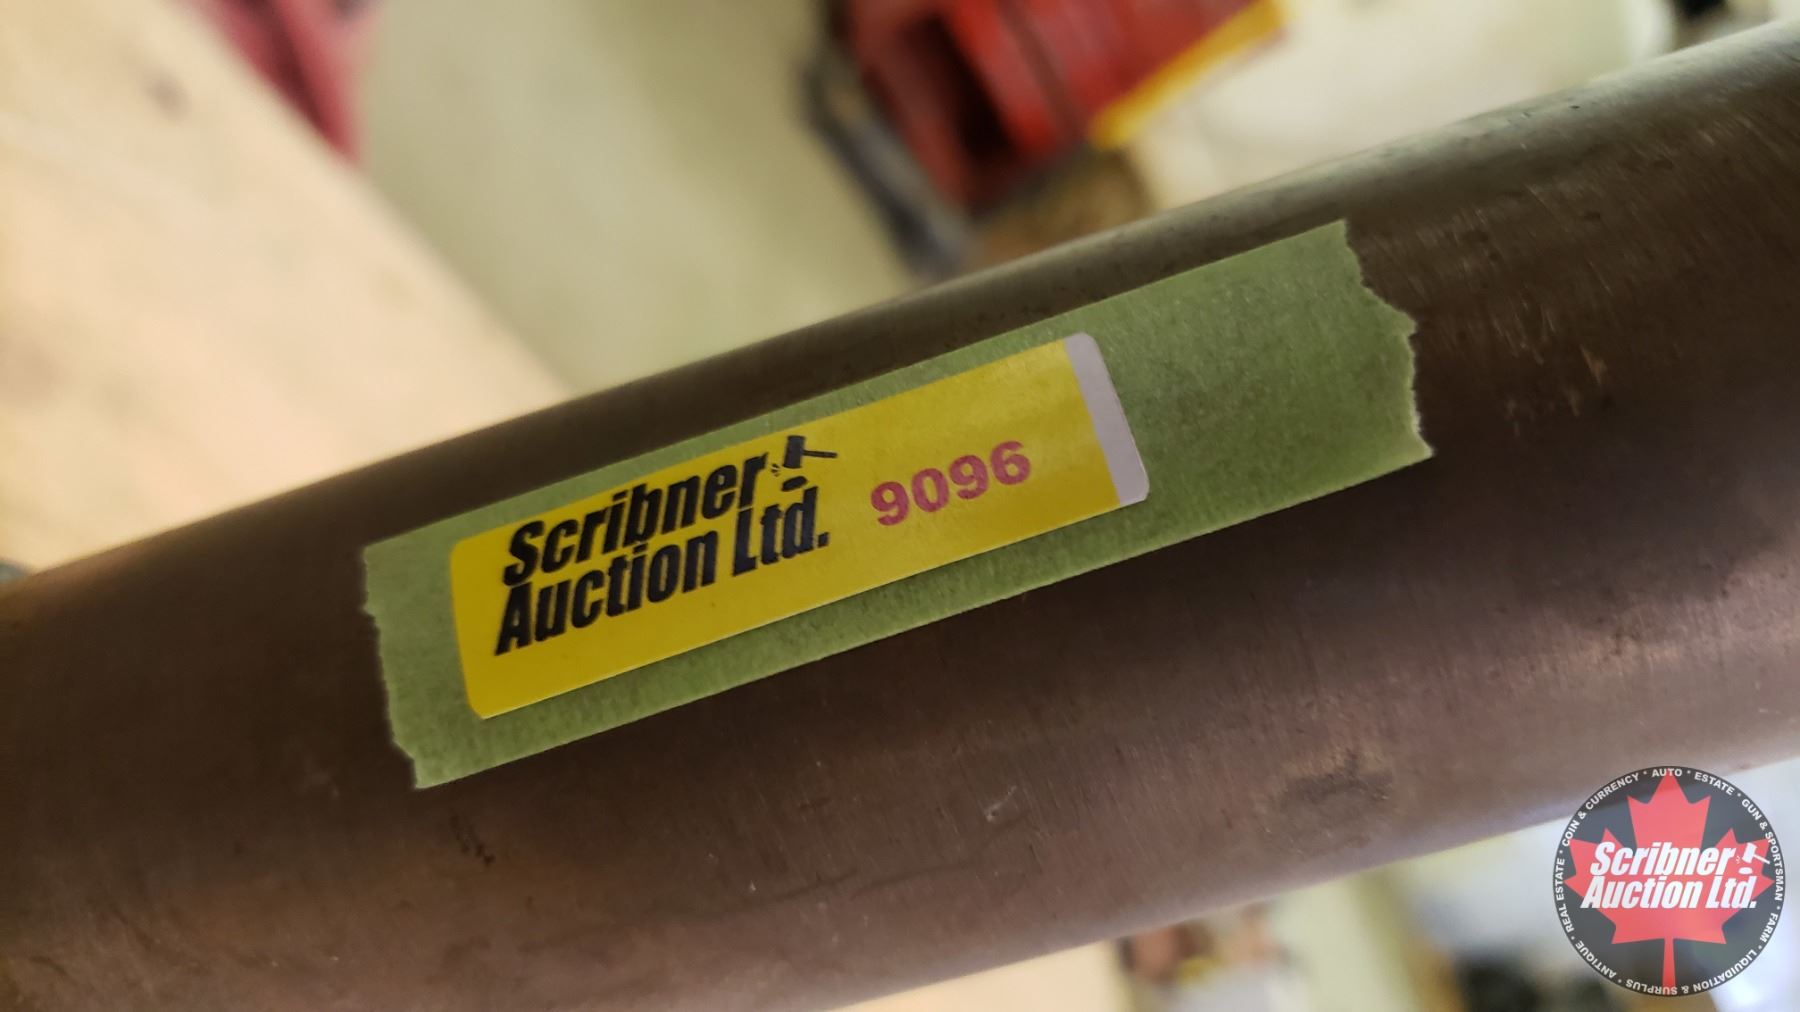 Scribner
Auction Ltd.
9096
COIN & CURRENCY * AUTO * ESTATE * GUN & SPORTSMAN * FARM * LIQUIDATION & SURPLUS * ANTIQUE * REAL ESTATE *
Scribner
Auction Ltd.